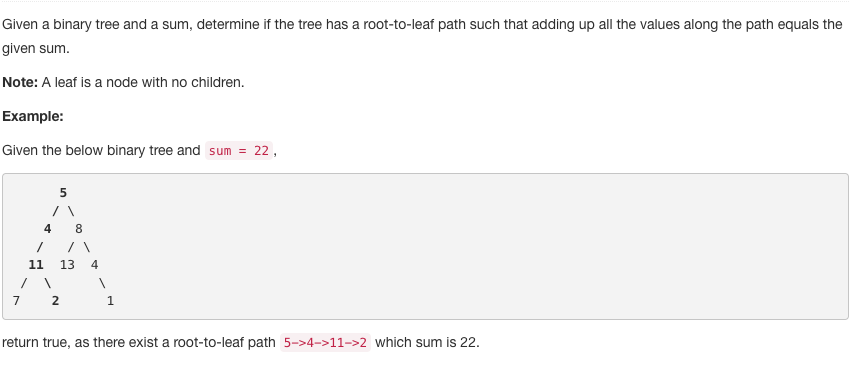 Given a binary tree and a sum, determine if the tree has a root-to-leaf path such that adding up all the values along the path equals the
given sum.
Note: A leaf is a node with no children.
Example:
Given the below binary tree and sum = 22 ,
5
/ \
4 8
/ / \
11 13 4
/ \ \
7 2 1
return true, as there exist a root-to-leaf path 5->4->11->2 which sum is 22.